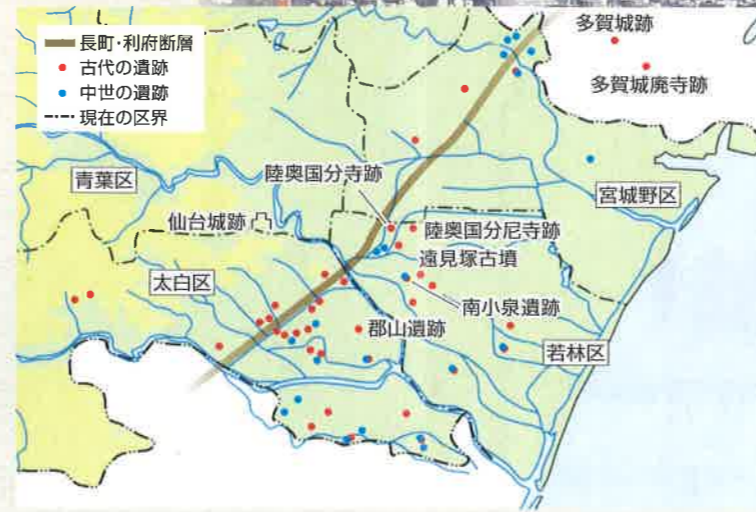 長町・利府断層
古代の遺跡
中世の遺跡
現在の区界
多賀城跡
多賀城廃寺跡
陸奥国分寺跡
青葉区
宮城野区
仙台城跡
陸奥国分尼寺跡
遠見塚古墳
太白区
南小泉遺跡
郡山遺跡
若林区